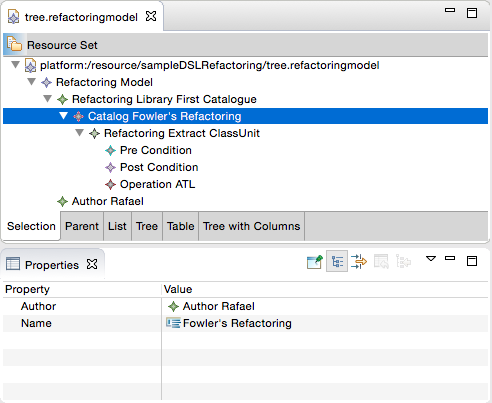 tree.refactoringmodel
Resource Set
platform:/resource/sampleDSLRefactoring/tree.refactoringmodel
Refactoring Model
Refactoring Library First Catalogue
Catalog Fowler's Refactoring
Refactoring Extract ClassUnit
Pre Condition
Post Condition
Operation ATL
Author Rafael
Selection Parent List Tree Table Tree with Columns
Properties
Property Value
Author Author Rafael
Name Fowler's Refactoring